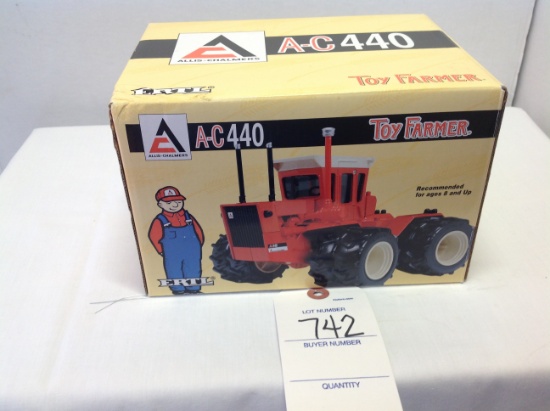 ALLIS-CHALMERS
A-C 440
ERTL
TOY FARMER
ALLIS-CHALMERS
A-C 440
TOY FARMER
Recommended
for ages 8 and Up
ERTL
LOT NUMBER
742
BUYER NUMBER
QUANTITY